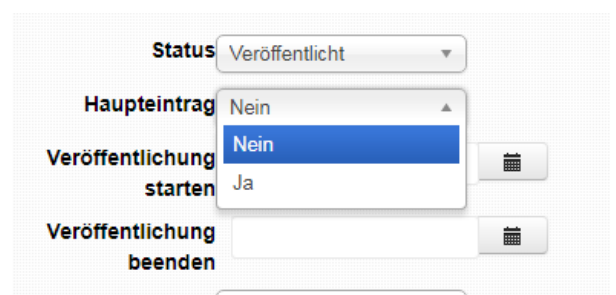 Status Veröffentlicht
Haupteintrag Nein
Nein
Veröffentlichung
starten
Ja
Veröffentlichung
beenden